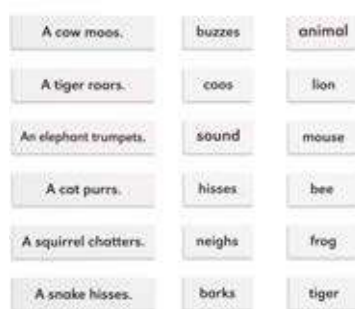 A cow moos.
buzzes
animal
A tiger roars.
coos
lion
An elephant trumpets.
sound
mouse
A cat purrs.
hisses
bee
A squirrel chatters.
neighs
frog
A snake hisses.
barks
tiger